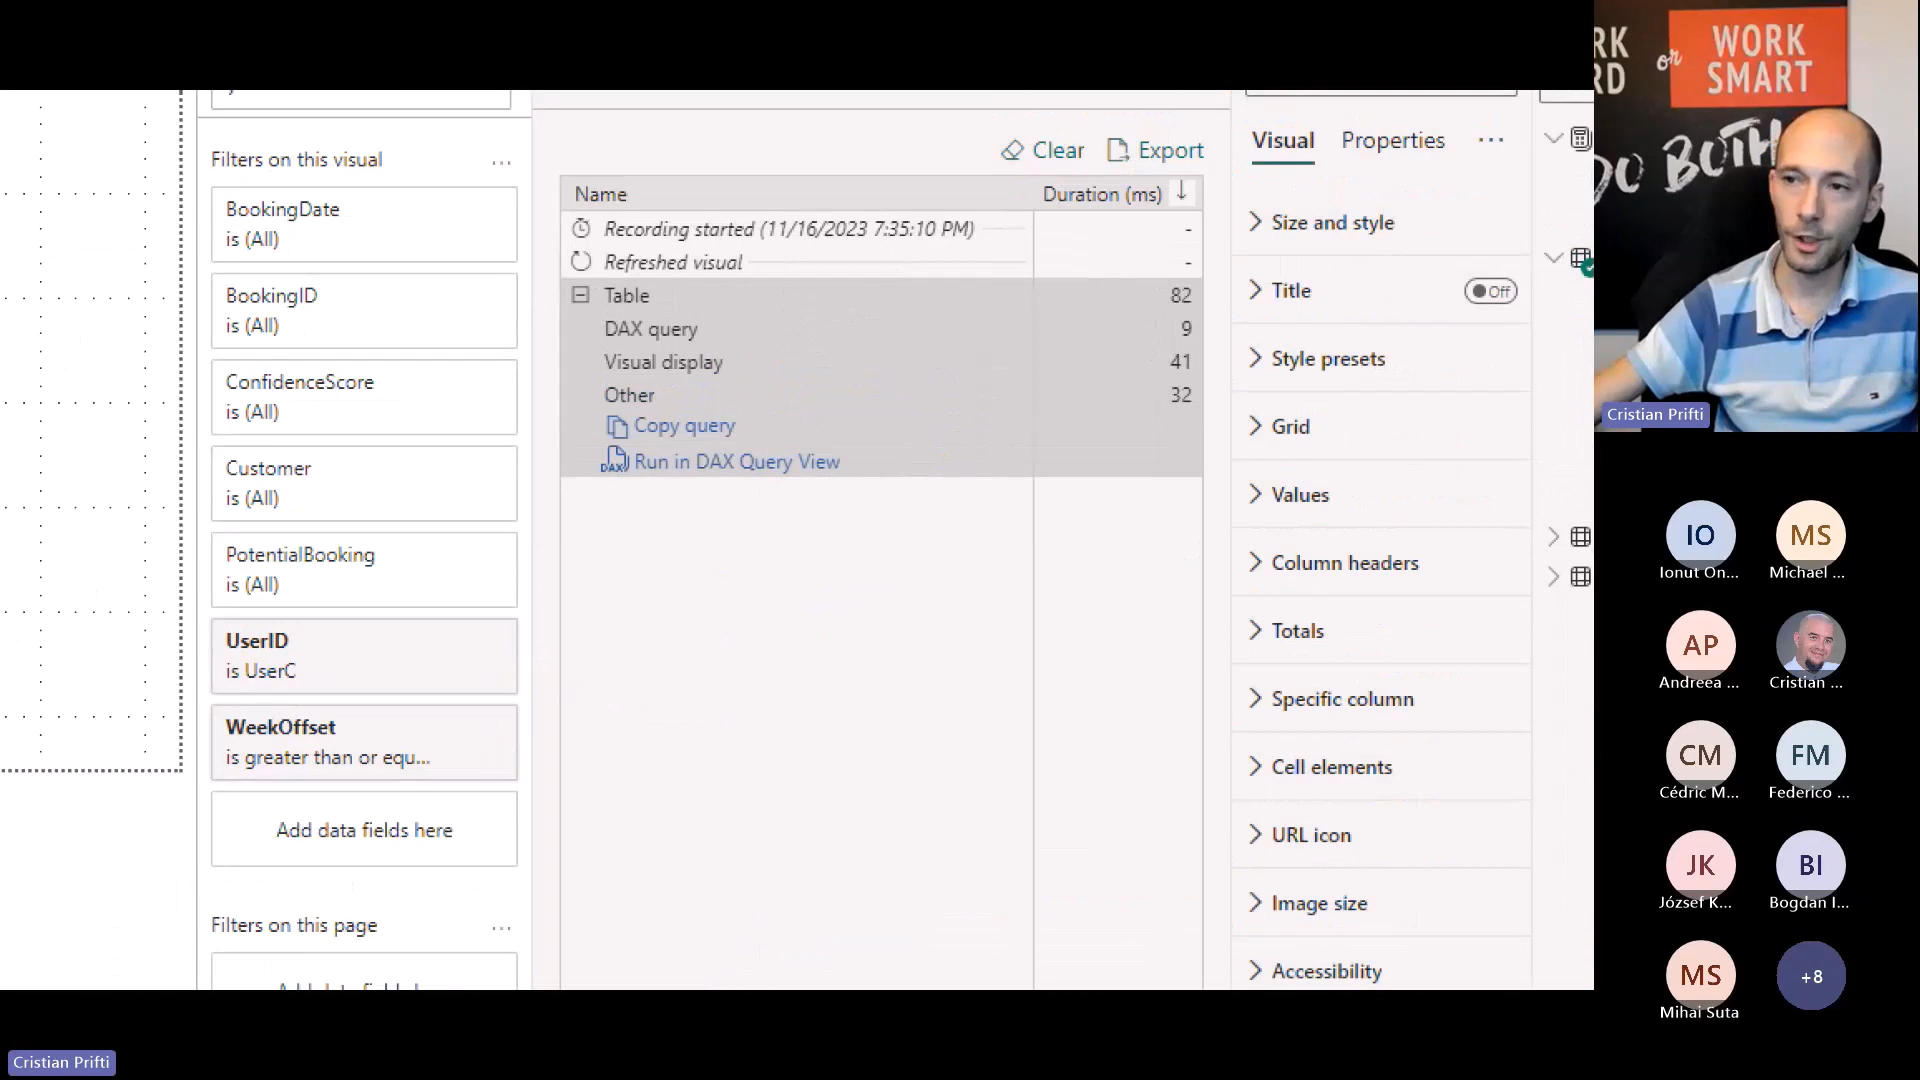 Filters on this visual
BookingDate
is (All)
BookingID
is (All)
ConfidenceScore
is (All)
Customer
is (All)
PotentialBooking
is (All)
UserID
is UserC
WeekOffset
is greater than or equ...
Add data fields here
Filters on this page
Clear
Export
Name
Duration (ms)
Recording started (11/16/2023 7:35:10 PM)
-
Refreshed visual
-
Table
82
DAX query
9
Visual display
41
Other
32
Copy query
Run in DAX Query View
Visual
Properties
Size and style
Title
Off
Style presets
Grid
Values
Column headers
Totals
Specific column
Cell elements
URL icon
Image size
Accessibility
RK
RD
or
WORK
SMART
DO BOTH
Cristian Prifti
IO
Ionut On...
MS
Michael ...
AP
Andreea ...
Cristian ...
CM
Cédric M...
FM
Federico ...
JK
József K...
BI
Bogdan I...
MS
Mihai Suta
+8
Cristian Prifti